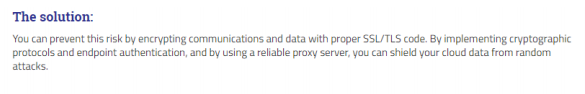 The solution:
You can prevent this risk by encrypting communications and data with proper SSL/TLS code. By implementing cryptographic
protocols and endpoint authentication, and by using a reliable proxy server, you can shield your cloud data from random
attacks.